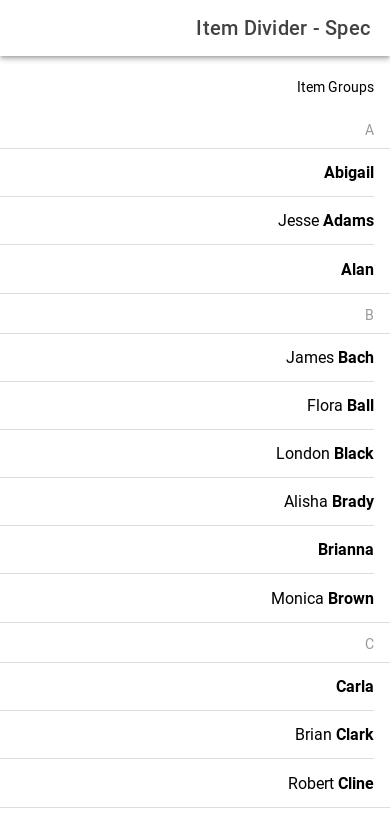 Item Divider - Spec
Item Groups
A
Abigail
Jesse Adams
Alan
B
James Bach
Flora Ball
London Black
Alisha Brady
Brianna
Monica Brown
C
Carla
Brian Clark
Robert Cline